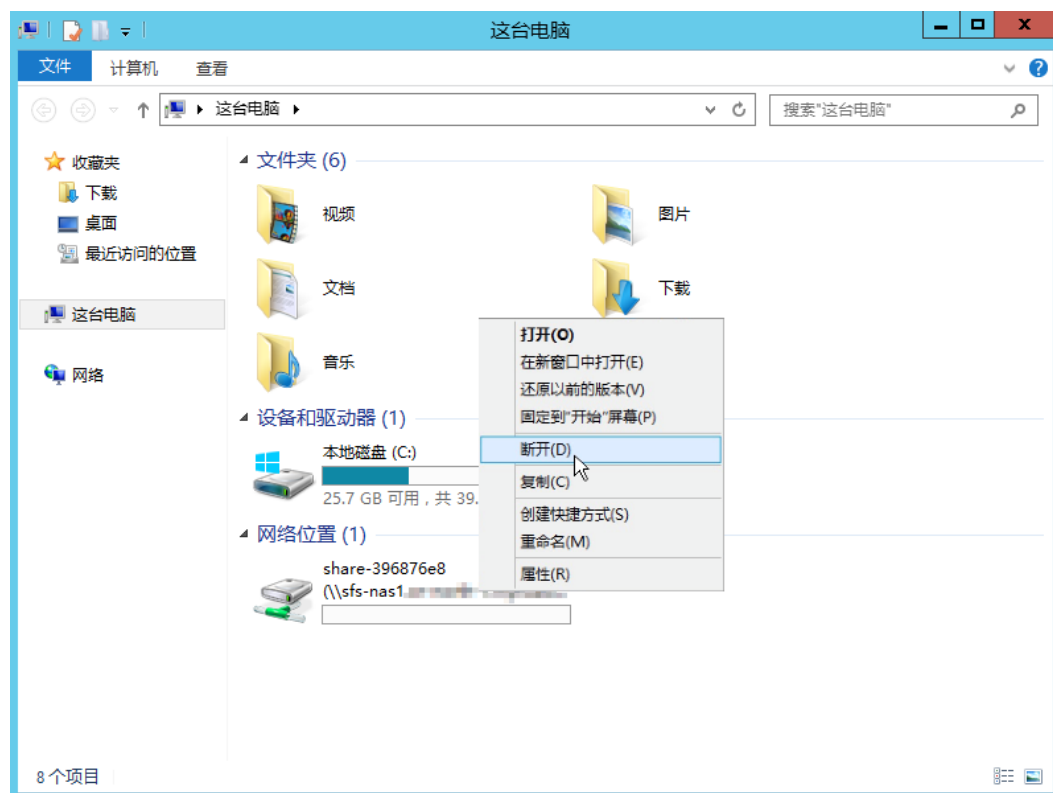 这台电脑
文件 计算机 查看
这台电脑
搜索"这台电脑"
收藏夹
下载
桌面
最近访问的位置
这台电脑
网络
文件夹 (6)
视频
图片
文档
下载
音乐
设备和驱动器 (1)
本地磁盘 (C:)
25.7 GB 可用，共 39.
网络位置 (1)
share-396876e8
(\\sfs-nas1.
打开(O)
在新窗口中打开(E)
还原以前的版本(V)
固定到"开始"屏幕(P)
断开(D)
复制(C)
创建快捷方式(S)
重命名(M)
属性(R)
8 个项目